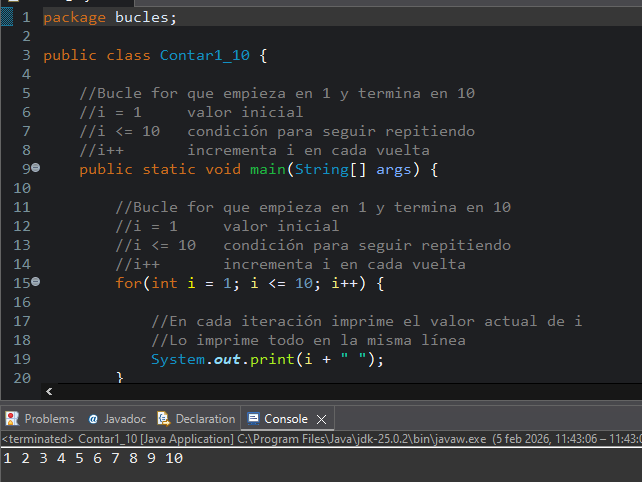 1 package bucles;
2
3 public class Contar1_10 {
4
5     //Bucle for que empieza en 1 y termina en 10
6     //i = 1     valor inicial
7     //i <= 10   condición para seguir repitiendo
8     //i++       incrementa i en cada vuelta
9     public static void main(String[] args) {
10
11         //Bucle for que empieza en 1 y termina en 10
12         //i = 1     valor inicial
13         //i <= 10   condición para seguir repitiendo
14         //i++       incrementa i en cada vuelta
15         for(int i = 1; i <= 10; i++) {
16
17             //En cada iteración imprime el valor actual de i
18             //Lo imprime todo en la misma línea
19             System.out.print(i + " ");
20         }
Problems @ Javadoc Declaration Console
<terminated> Contar1_10 [Java Application] C:\Program Files\Java\jdk-25.0.2\bin\javaw.exe (5 feb 2026, 11:43:06 – 11:43:0
1 2 3 4 5 6 7 8 9 10